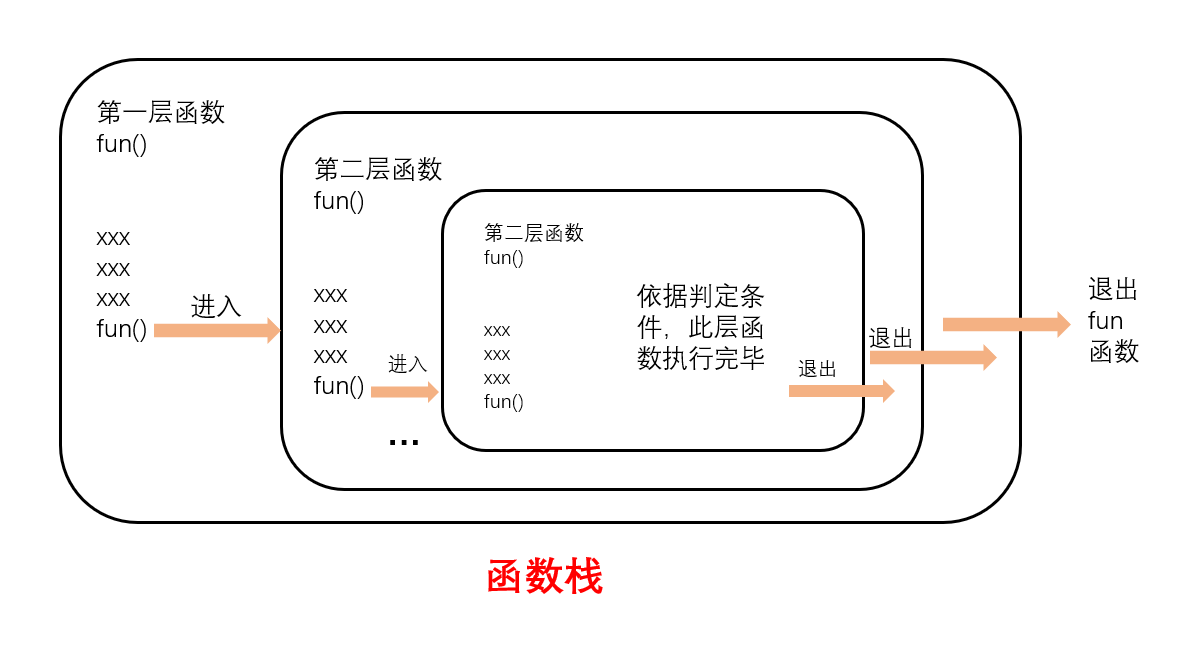 第一层函数
fun()
xxx
xxx
xxx
fun()
进入
第二层函数
fun()
xxx
xxx
xxx
fun()
进入
...
第二层函数
fun()
xxx
xxx
xxx
fun()
依据判定条
件，此层函
数执行完毕
退出
退出
退出
fun
函数
函数栈